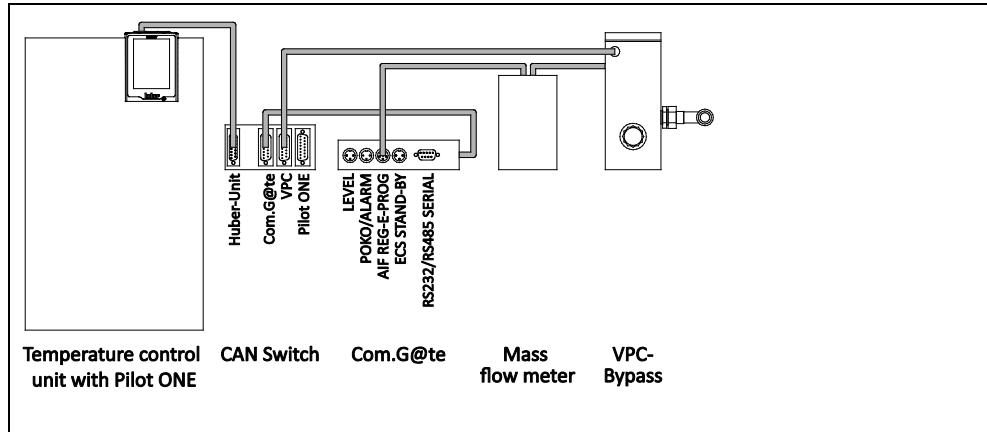 Huber-Unit
Com.G@te
VPC
Pilot ONE
LEVEL
POKO/ALARM
AIF REG-E-PROG
ECS STAND-BY
RS232/RS485 SERIAL
Temperature control
unit with Pilot ONE
CAN Switch
Com.G@te
Mass
flow meter
VPC-
Bypass